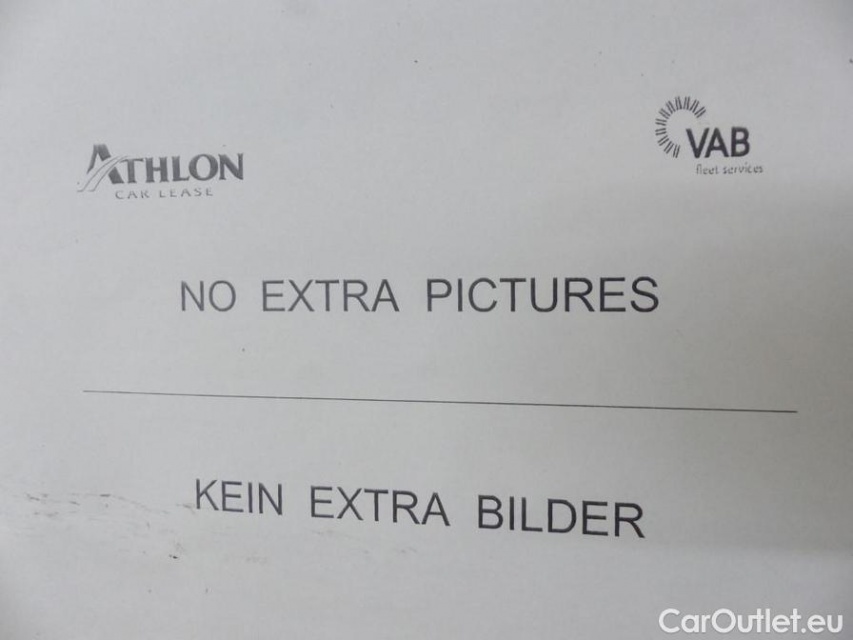 ATHLON
CAR LEASE
VAB
fleet services
NO EXTRA PICTURES
KEIN EXTRA BILDER
CarOutlet.eu